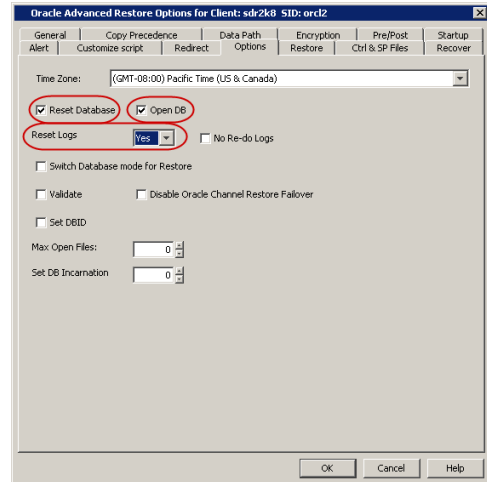 Oracle Advanced Restore Options for Client: sdr2k8 SID: orcl2
General Copy Precedence Data Path Encryption Pre/Post Startup
Alert Customize script Redirect Options Restore Ctrl & SP Files Recover
Time Zone: (GMT-08:00) Pacific Time (US & Canada)
Reset Database Open DB
Reset Logs Yes No Re-do Logs
Switch Database mode for Restore
Validate Disable Oracle Channel Restore Failover
Set DBID
Max Open Files: 0
Set DB Incarnation 0
OK Cancel Help